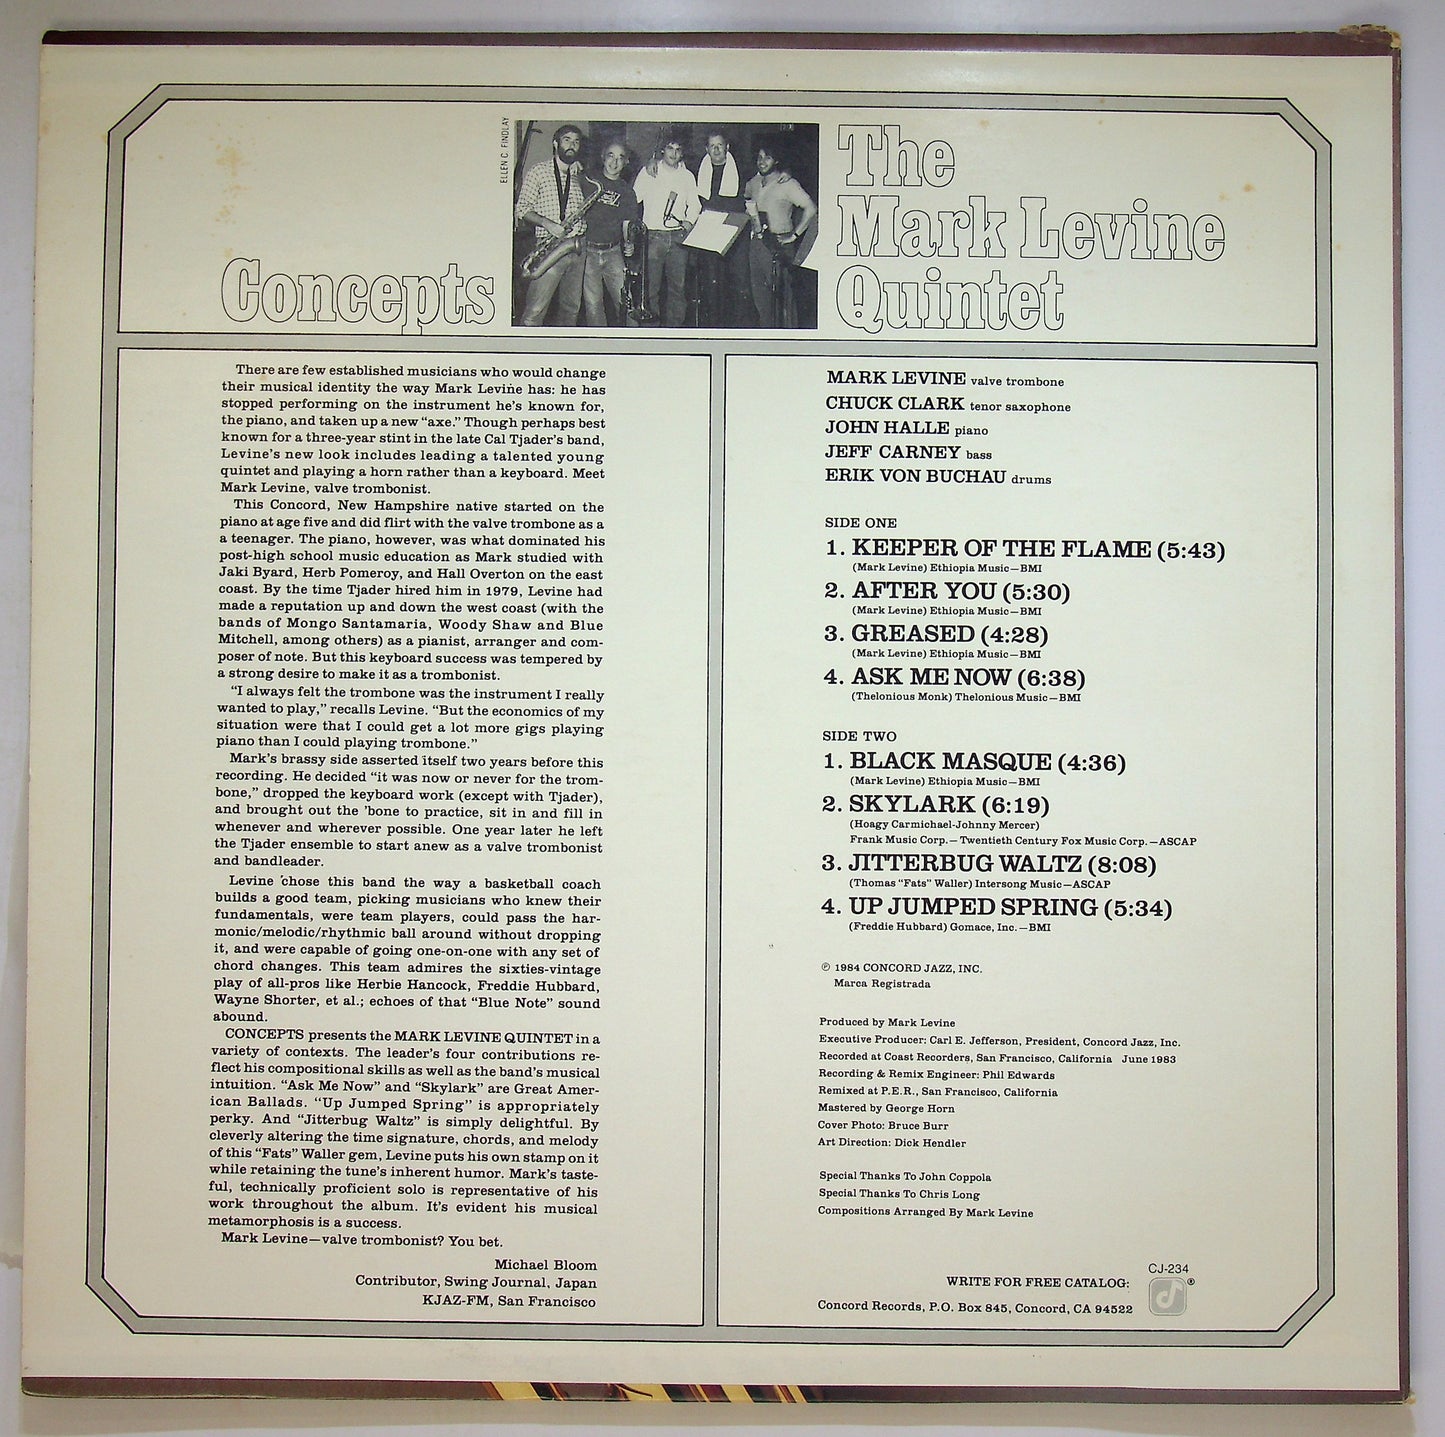 ELLEN C. FINDLAY
Concepts
The
Mark Levine
Quintet
There are few established musicians who would change
their musical identity the way Mark Levine has: he has
stopped performing on the instrument he's known for,
the piano, and taken up a new "axe." Though perhaps best
known for a three-year stint in the late Cal Tjader's band,
Levine's new look includes leading a talented young
quintet and playing a horn rather than a keyboard. Meet
Mark Levine, valve trombonist.
This Concord, New Hampshire native started on the
piano at age five and did flirt with the valve trombone as a
a teenager. The piano, however, was what dominated his
post-high school music education as Mark studied with
Jaki Byard, Herb Pomeroy, and Hall Overton on the east
coast. By the time Tjader hired him in 1979, Levine had
made a reputation up and down the west coast (with the
bands of Mongo Santamaria, Woody Shaw and Blue
Mitchell, among others) as a pianist, arranger and com-
poser of note. But this keyboard success was tempered by
a strong desire to make it as a trombonist.
"I always felt the trombone was the instrument I really
wanted to play," recalls Levine. "But the economics of my
situation were that I could get a lot more gigs playing
piano than I could playing trombone."
Mark's brassy side asserted itself two years before this
recording. He decided "it was now or never for the trom-
bone," dropped the keyboard work (except with Tjader),
and brought out the 'bone to practice, sit in and fill in
whenever and wherever possible. One year later he left
the Tjader ensemble to start anew as a valve trombonist
and bandleader.
Levine chose this band the way a basketball coach
builds a good team, picking musicians who knew their
fundamentals, were team players, could pass the har-
monic/melodic/rhythmic ball around without dropping
it, and were capable of going one-on-one with any set of
chord changes. This team admires the sixties-vintage
play of all-pros like Herbie Hancock, Freddie Hubbard,
Wayne Shorter, et al.; echoes of that "Blue Note" sound
abound.
CONCEPTS presents the MARK LEVINE QUINTET in a
variety of contexts. The leader's four contributions re-
flect his compositional skills as well as the band's musical
intuition. "Ask Me Now" and "Skylark" are Great Amer-
ican Ballads. "Up Jumped Spring" is appropriately
perky. And "Jitterbug Waltz" is simply delightful. By
cleverly altering the time signature, chords, and melody
of this "Fats" Waller gem, Levine puts his own stamp on it
while retaining the tune's inherent humor. Mark's taste-
ful, technically proficient solo is representative of his
work throughout the album. It's evident his musical
metamorphosis is a success.
Mark Levine—valve trombonist? You bet.
Michael Bloom
Contributor, Swing Journal, Japan
KJAZ-FM, San Francisco
MARK LEVINE valve trombone
CHUCK CLARK tenor saxophone
JOHN HALLE piano
JEFF CARNEY bass
ERIK VON BUCHAU drums
SIDE ONE
1. KEEPER OF THE FLAME (5:43)
(Mark Levine) Ethiopia Music—BMI
2. AFTER YOU (5:30)
(Mark Levine) Ethiopia Music—BMI
3. GREASED (4:28)
(Mark Levine) Ethiopia Music—BMI
4. ASK ME NOW (6:38)
(Thelonious Monk) Thelonious Music—BMI
SIDE TWO
1. BLACK MASQUE (4:36)
(Mark Levine) Ethiopia Music—BMI
2. SKYLARK (6:19)
(Hoagy Carmichael-Johnny Mercer)
Frank Music Corp.—Twentieth Century Fox Music Corp.—ASCAP
3. JITTERBUG WALTZ (8:08)
(Thomas "Fats" Waller) Intersong Music—ASCAP
4. UP JUMPED SPRING (5:34)
(Freddie Hubbard) Gomace, Inc.—BMI
℗ 1984 CONCORD JAZZ, INC.
Marca Registrada
Produced by Mark Levine
Executive Producer: Carl E. Jefferson, President, Concord Jazz, Inc.
Recorded at Coast Recorders, San Francisco, California June 1983
Recording & Remix Engineer: Phil Edwards
Remixed at P.E.R., San Francisco, California
Mastered by George Horn
Cover Photo: Bruce Burr
Art Direction: Dick Hendler
Special Thanks To John Coppola
Special Thanks To Chris Long
Compositions Arranged By Mark Levine
CJ-234
WRITE FOR FREE CATALOG: ®
Concord Records, P.O. Box 845, Concord, CA 94522